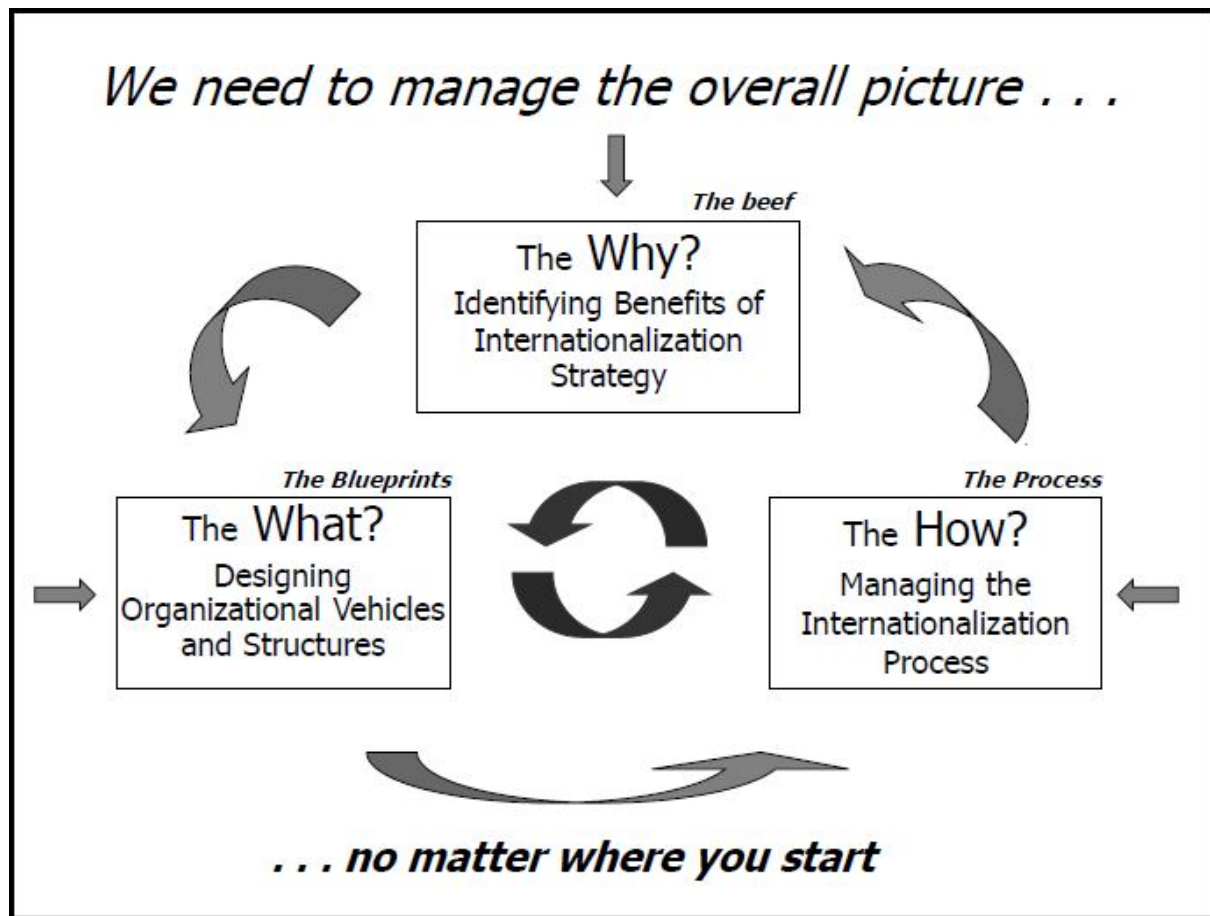 We need to manage the overall picture . . .
The beef
The Why?
Identifying Benefits of
Internationalization
Strategy
The Blueprints
The What?
Designing
Organizational Vehicles
and Structures
The Process
The How?
Managing the
Internationalization
Process
. . . no matter where you start